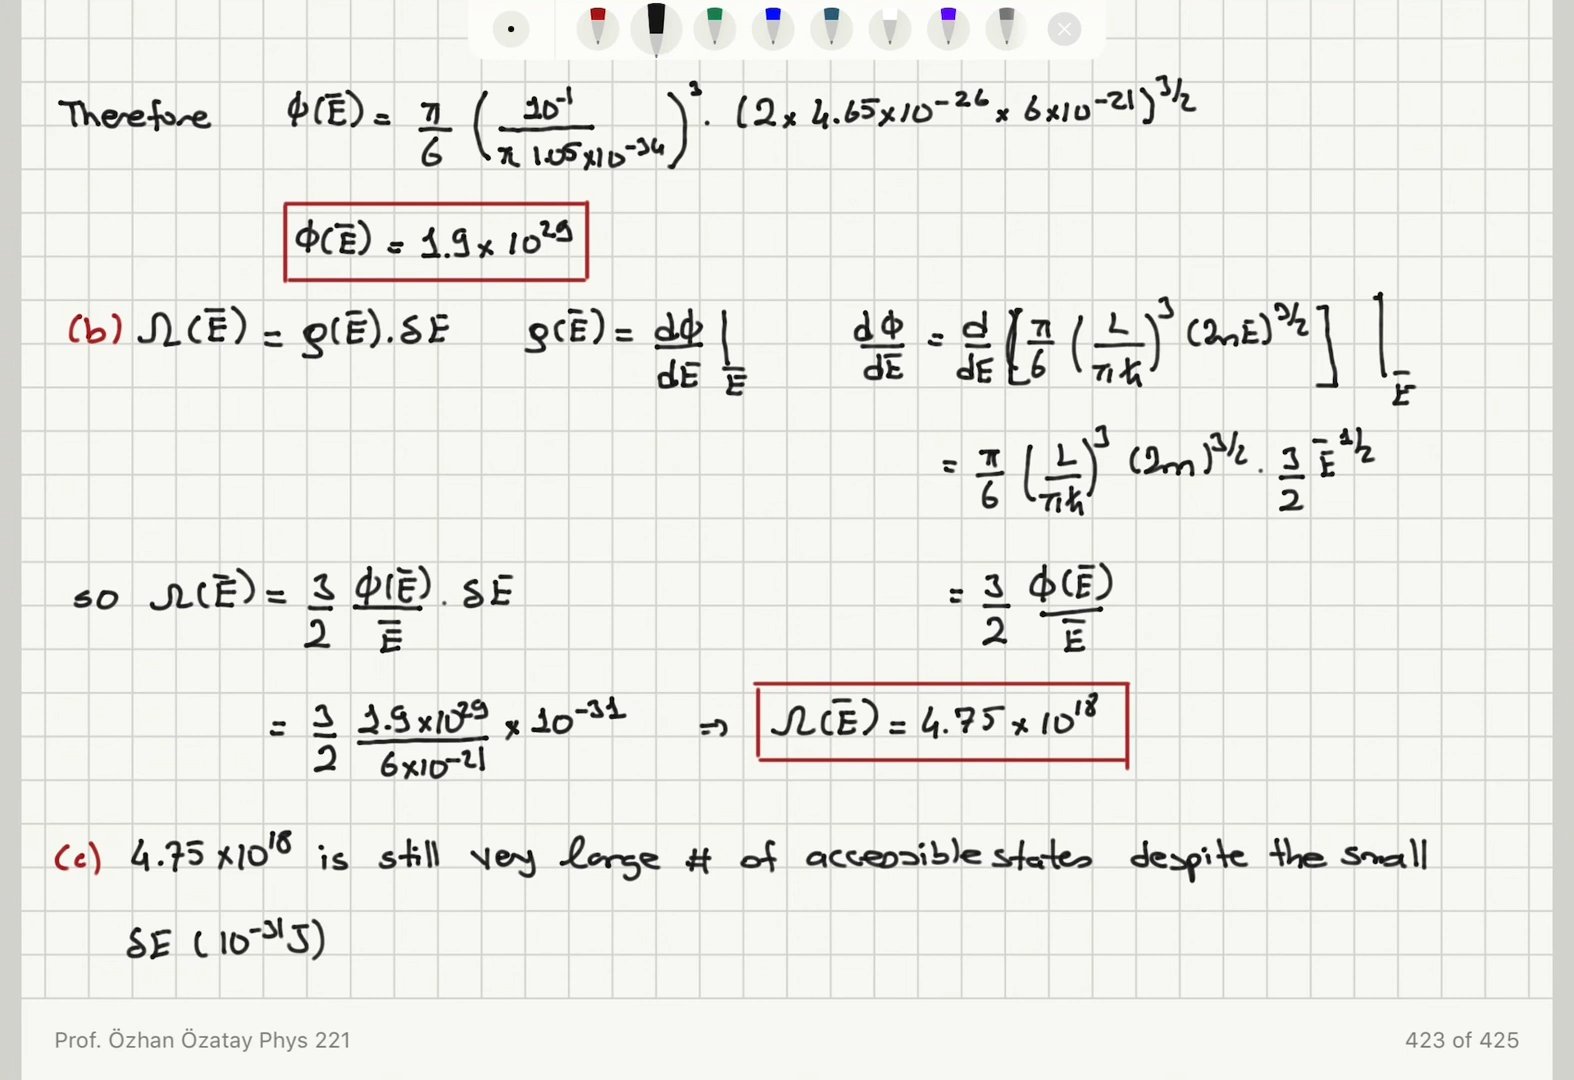 Therefore ϕ(Ē) = π/6 (10⁻¹ / π 1.05×10⁻³⁴)³ . (2 × 4.65×10⁻²⁶ × 6×10⁻²¹)^3/2
ϕ(Ē) = 1.9 × 10²⁹
(b) Ω(Ē) = ρ(Ē).δE ρ(Ē) = dϕ/dE |_Ē dϕ/dE = d/dE [π/6 (L/πħ)³ (2mE)^3/2] |_Ē
= π/6 (L/πħ)³ (2m)^3/2 . 3/2 Ē^1/2
so Ω(Ē) = 3/2 ϕ(Ē)/Ē . δE = 3/2 ϕ(Ē)/Ē
= 3/2 1.9×10²⁹/6×10⁻²¹ × 10⁻³¹ ⇒ Ω(Ē) = 4.75 × 10¹⁸
(c) 4.75 ×10¹⁸ is still very large # of accessible states despite the small
δE (10⁻³¹J)
Prof. Özhan Özatay Phys 221 423 of 425